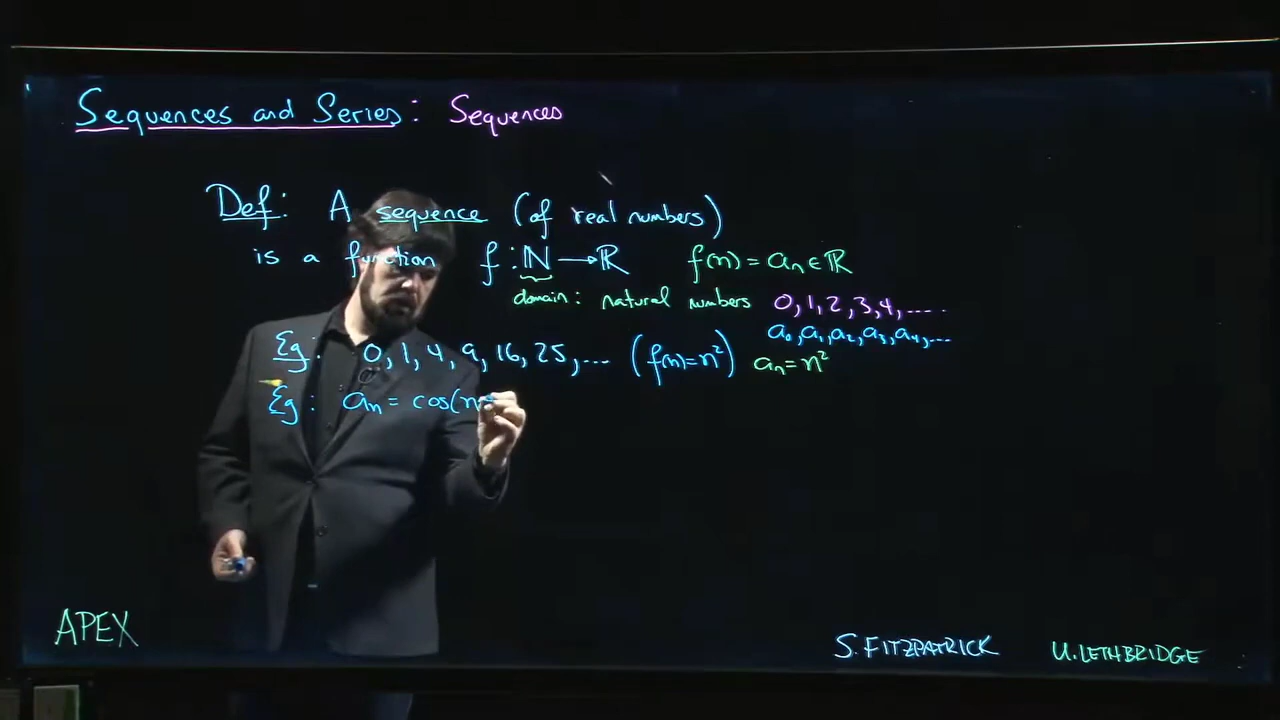 Sequences and Series: Sequences
Def: A sequence (of real numbers)
is a function f: ℕ → ℝ f(n) = aₙ ∈ ℝ
domain: natural numbers 0, 1, 2, 3, 4, ....
a₀, a₁, a₂, a₃, a₄, ...
Eg: 0, 1, 4, 9, 16, 25, ... (f(n) = n²) aₙ = n²
Eg: aₙ = cos(n
APEX
S. FITZPATRICK
U. LETHBRIDGE